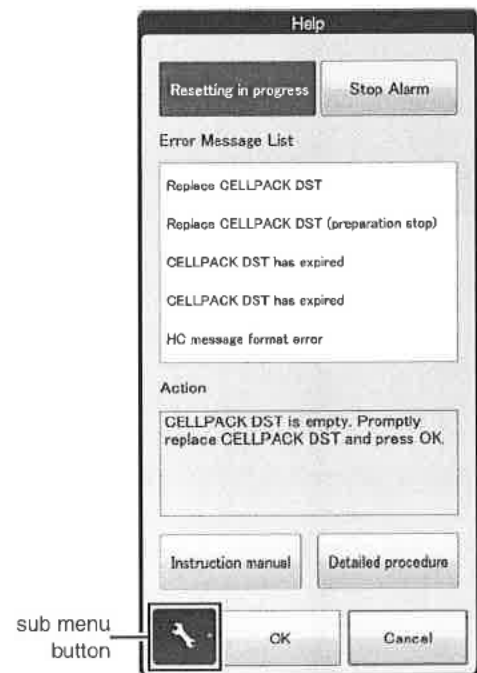 Help
Resetting in progress
Stop Alarm
Error Message List
Replace CELLPACK DST
Replace CELLPACK DST (preparation stop)
CELLPACK DST has expired
CELLPACK DST has expired
HC message format error
Action
CELLPACK DST is empty. Promptly
replace CELLPACK DST and press OK.
Instruction manual
Detailed procedure
sub menu
button
OK
Cancel